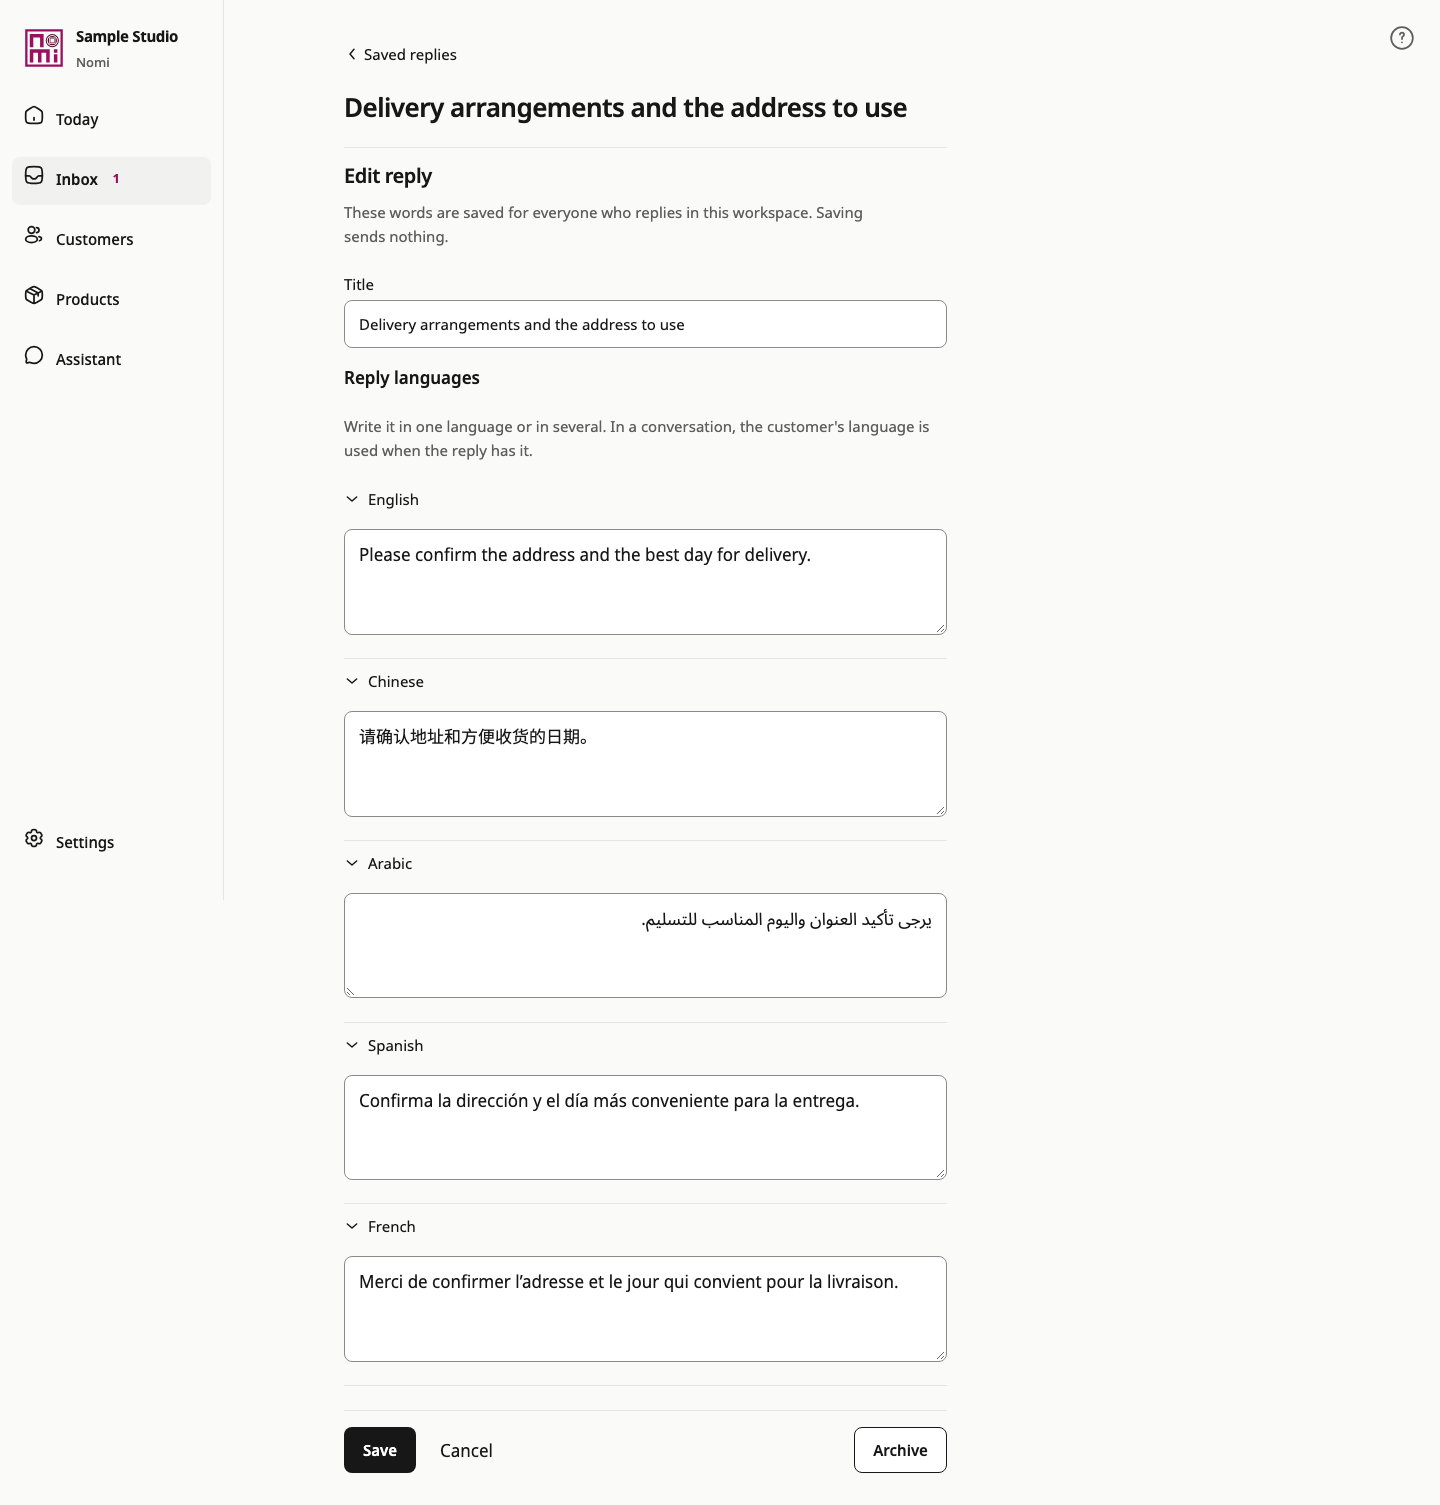 nomi
Sample Studio
Nomi
Today
Inbox 1
Customers
Products
Assistant
Settings
Saved replies
Delivery arrangements and the address to use
Edit reply
These words are saved for everyone who replies in this workspace. Saving
sends nothing.
Title
Delivery arrangements and the address to use
Reply languages
Write it in one language or in several. In a conversation, the customer's language is
used when the reply has it.
English
Please confirm the address and the best day for delivery.
Chinese
请确认地址和方便收货的日期。
Arabic
يرجى تأكيد العنوان واليوم المناسب للتسليم.
Spanish
Confirma la dirección y el día más conveniente para la entrega.
French
Merci de confirmer l’adresse et le jour qui convient pour la livraison.
Save
Cancel
Archive
?